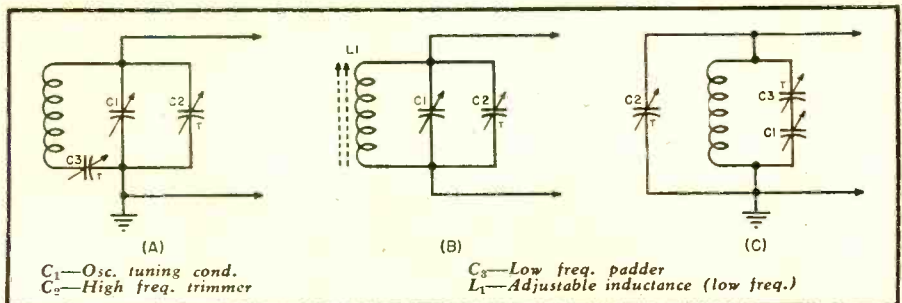 L1
C1
C2
T
C3
T
C1
C2
T
C2
T
T
C3
C1
(A)
(B)
(C)
C₁—Osc. tuning cond.
C₂—High freq. trimmer
C₃—Low freq. padder
L₁—Adjustable inductance (low freq.)